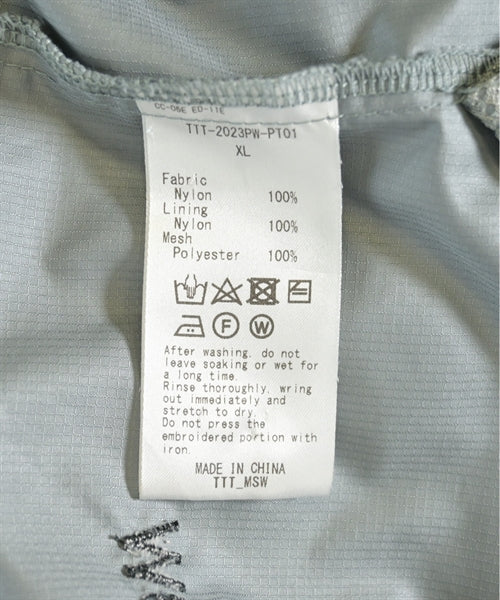 CC-06E ED-11E
TTT-2023PW-PT01
XL
Fabric
Nylon 100%
Lining
Nylon 100%
Mesh
Polyester 100%
F W
After washing, do not
leave soaking or wet for
a long time.
Rinse thoroughly, wring
out immediately and
stretch to dry.
Do not press the
embroidered portion with
iron.
MADE IN CHINA
TTT_MSW